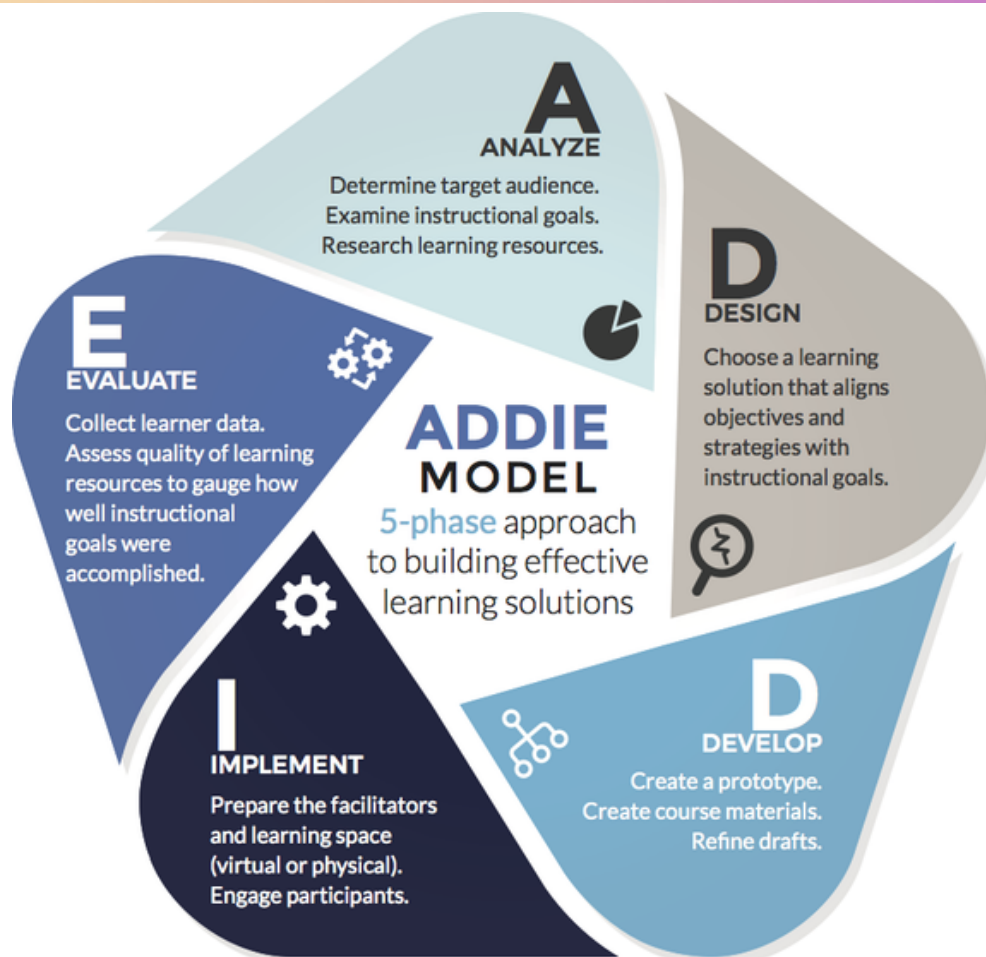 A
ANALYZE
Determine target audience.
Examine instructional goals.
Research learning resources.
D
DESIGN
Choose a learning
solution that aligns
objectives and
strategies with
instructional goals.
D
DEVELOP
Create a prototype.
Create course materials.
Refine drafts.
I
IMPLEMENT
Prepare the facilitators
and learning space
(virtual or physical).
Engage participants.
E
EVALUATE
Collect learner data.
Assess quality of learning
resources to gauge how
well instructional
goals were
accomplished.
ADDIE
MODEL
5-phase approach
to building effective
learning solutions